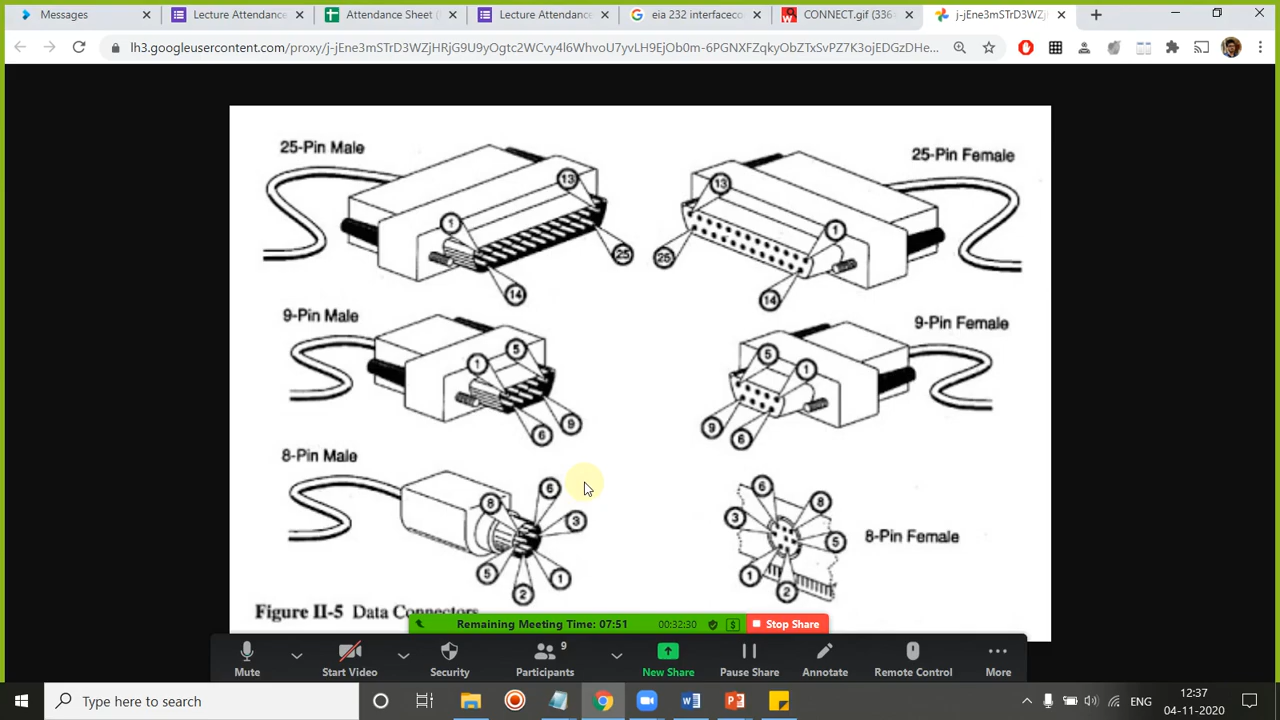 Messages
Lecture Attendance
Attendance Sheet (
Lecture Attendance
eia 232 interfaceco
CONNECT.gif (336
j-jEne3mSTrD3WZj
lh3.googleusercontent.com/proxy/
25-Pin Male
25-Pin Female
13
13
1
1
25
25
14
14
9-Pin Male
9-Pin Female
5
1
5
1
9
6
9
6
8-Pin Male
8-Pin Female
8
6
3
5
2
1
6
8
3
5
1
2
Figure II-5 Data Connectors
Remaining Meeting Time: 07:51
00:32:30
$
Stop Share
Mute
Start Video
Security
9
Participants
New Share
Pause Share
Annotate
Remote Control
More
Type here to search
ENG
12:37
04-11-2020